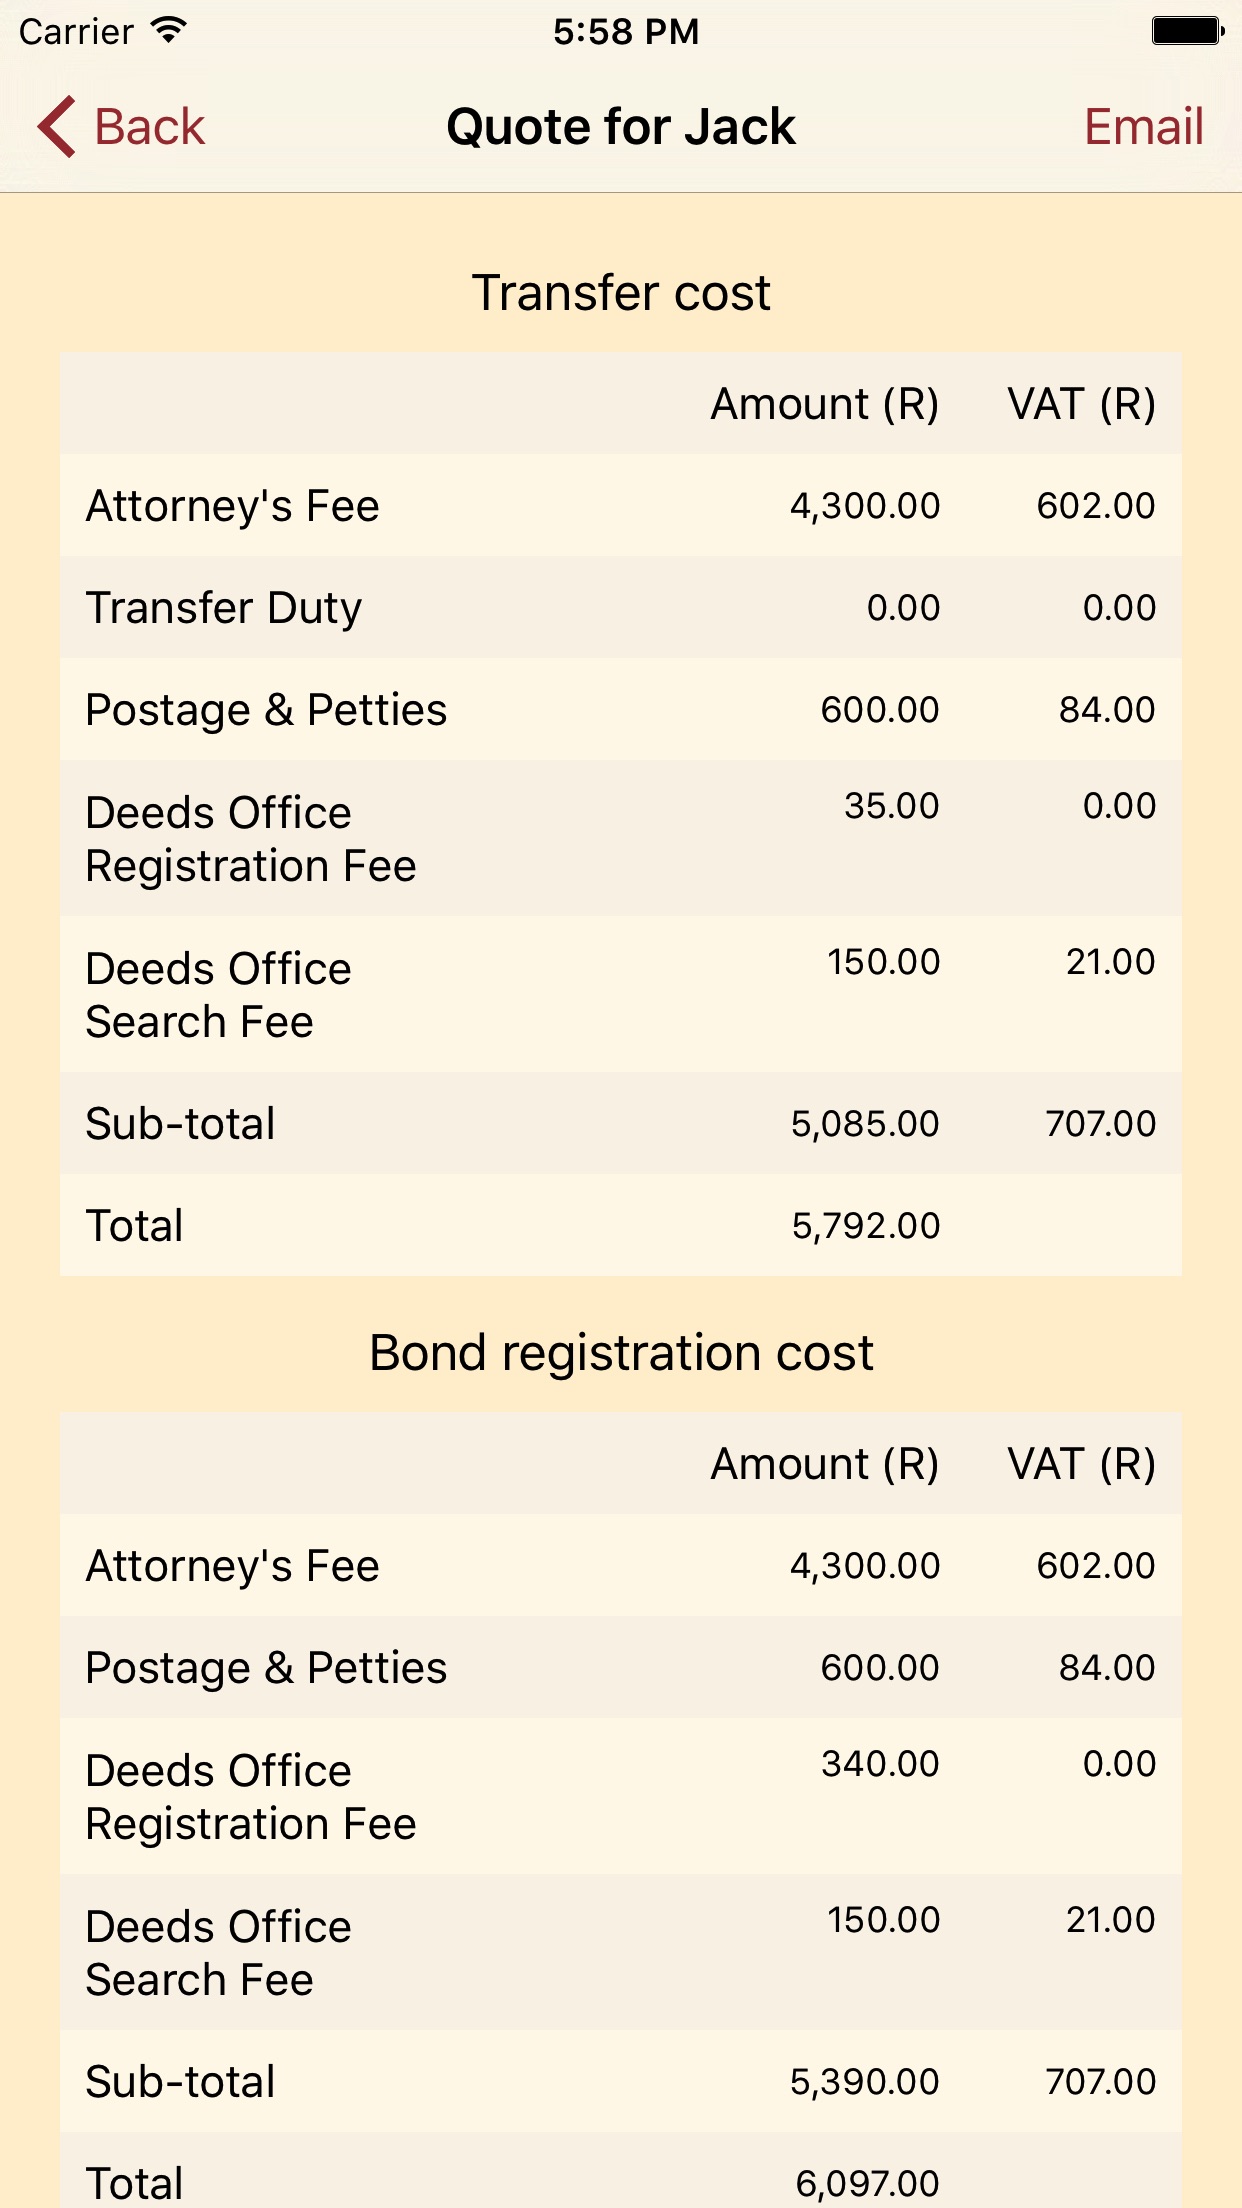 Carrier 5:58 PM
Back Quote for Jack Email
Transfer cost
Amount (R) VAT (R)
Attorney's Fee 4,300.00 602.00
Transfer Duty 0.00 0.00
Postage & Petties 600.00 84.00
Deeds Office 35.00 0.00
Registration Fee
Deeds Office 150.00 21.00
Search Fee
Sub-total 5,085.00 707.00
Total 5,792.00
Bond registration cost
Amount (R) VAT (R)
Attorney's Fee 4,300.00 602.00
Postage & Petties 600.00 84.00
Deeds Office 340.00 0.00
Registration Fee
Deeds Office 150.00 21.00
Search Fee
Sub-total 5,390.00 707.00
Total 6,097.00